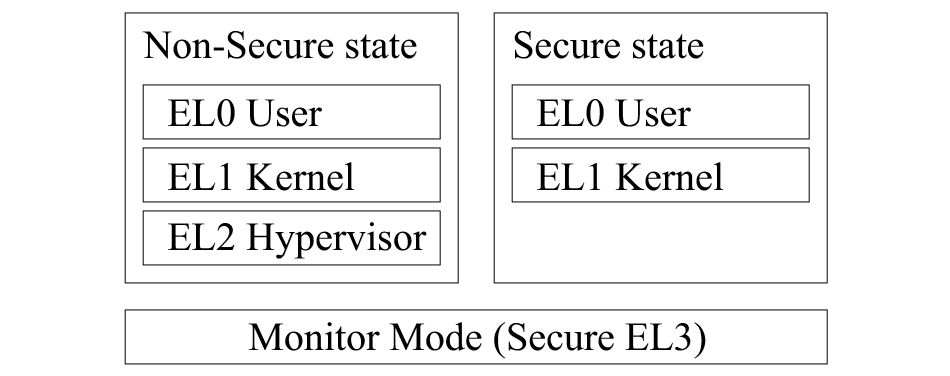 Non-Secure state
EL0 User
EL1 Kernel
EL2 Hypervisor
Secure state
EL0 User
EL1 Kernel
Monitor Mode (Secure EL3)